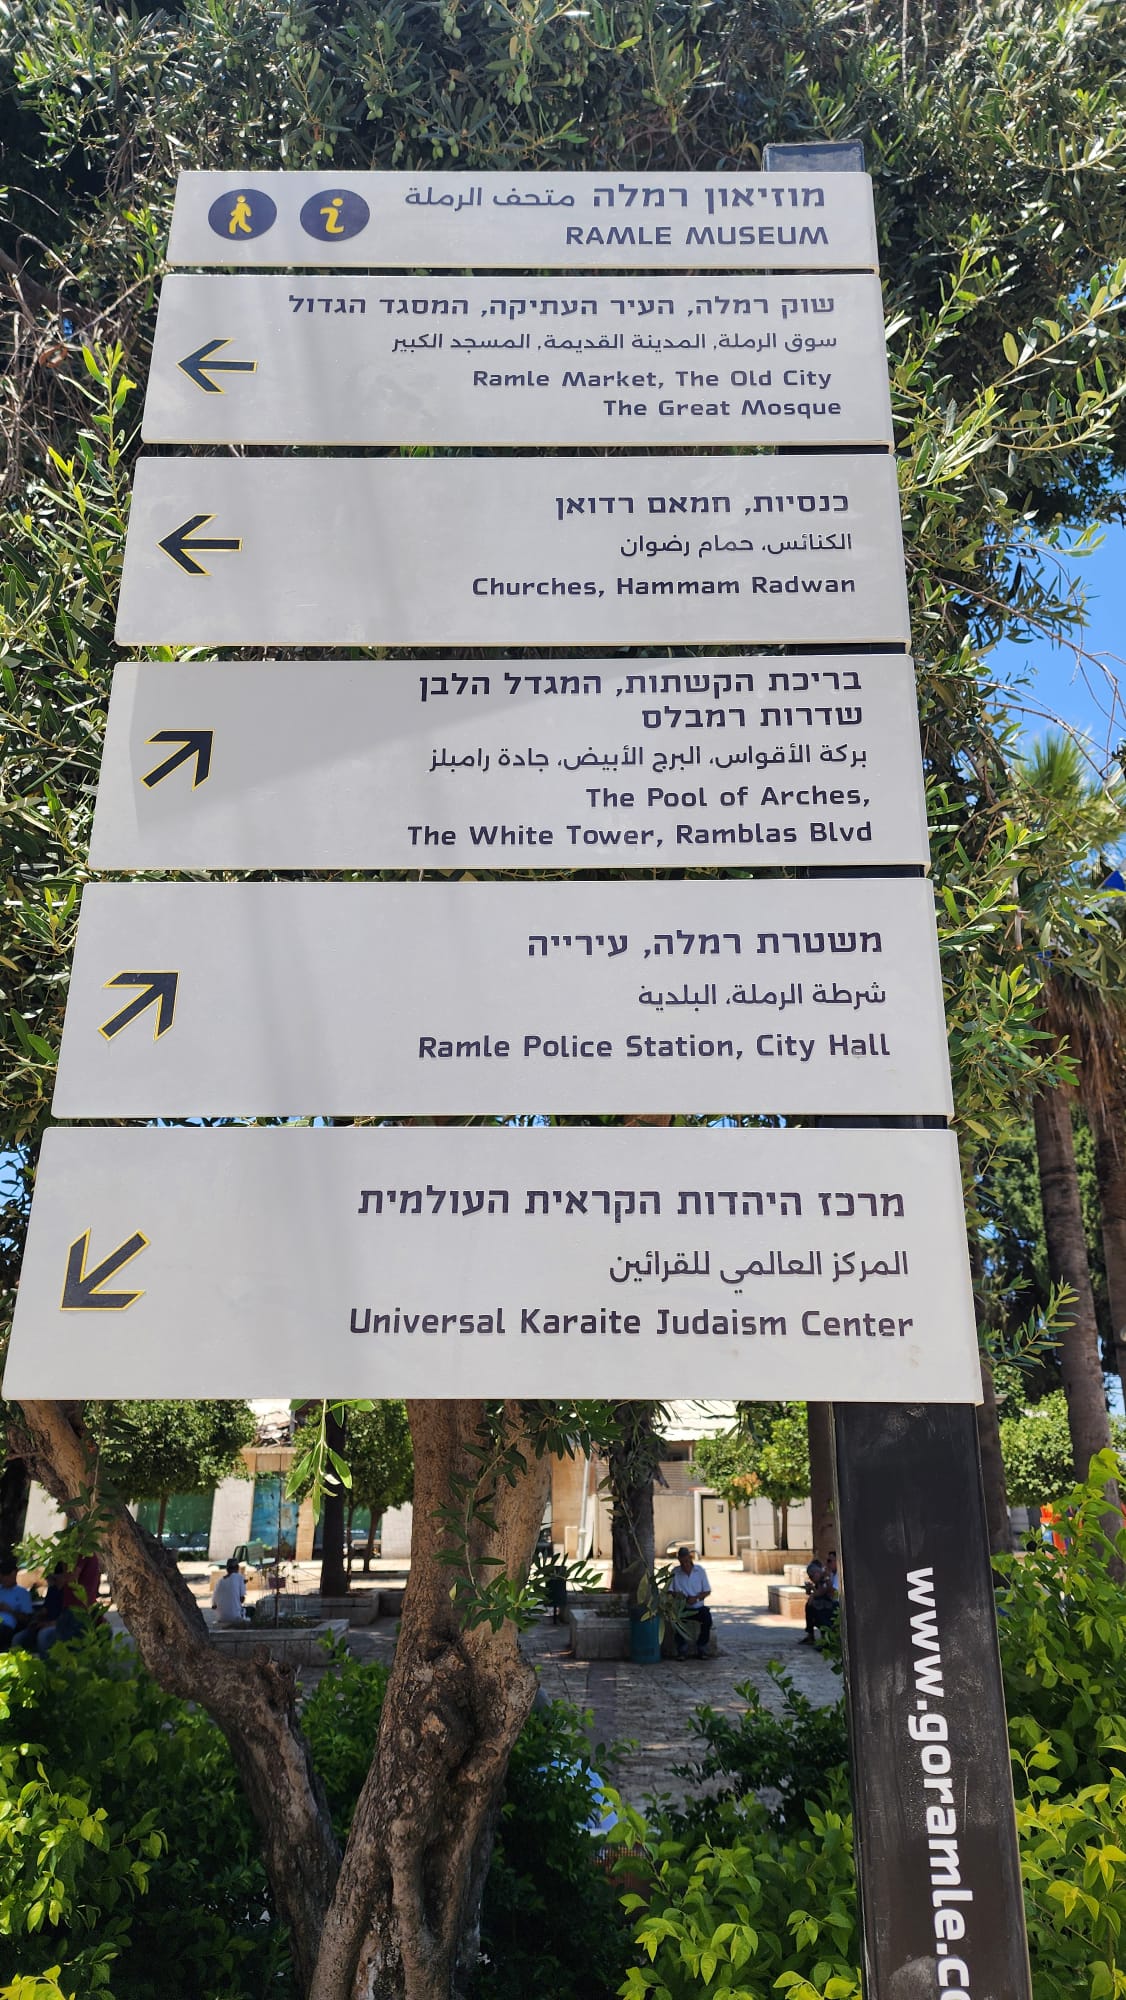 מוזיאון רמלה متحف الرملة
RAMLE MUSEUM
שוק רמלה, העיר העתיקה, המסגד הגדול
سوق الرملة, المدينة القديمة, المسجد الكبير
Ramle Market, The Old City
The Great Mosque
כנסיות, חמאם רדואן
الكنائس، حمام رضوان
Churches, Hammam Radwan
בריכת הקשתות, המגדל הלבן
שדרות רמבלס
بركة الأقواس، البرج الأبيض، جادة رامبلز
The Pool of Arches,
The White Tower, Ramblas Blvd
משטרת רמלה, עירייה
شرطة الرملة، البلدية
Ramle Police Station, City Hall
מרכז היהדות הקראית העולמית
المركز العالمي للقرائين
Universal Karaite Judaism Center
www.goramle.c